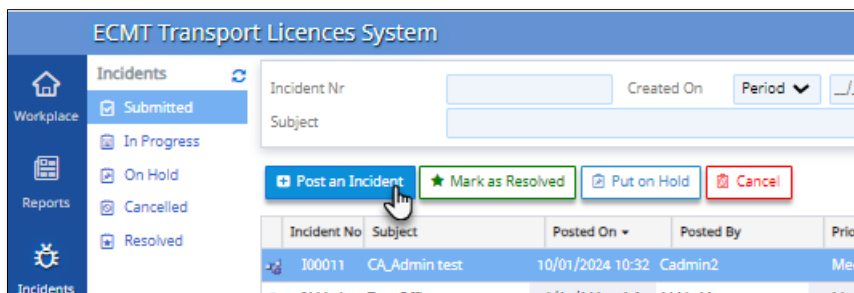 ECMT Transport Licences System
Workplace
Reports
Incidents
Incidents
Submitted
In Progress
On Hold
Cancelled
Resolved
Incident Nr Created On Period
Subject
Post an Incident Mark as Resolved Put on Hold Cancel
Incident No Subject Posted On Posted By
I00011 CA_Admin test 10/01/2024 10:32 Cadmin2